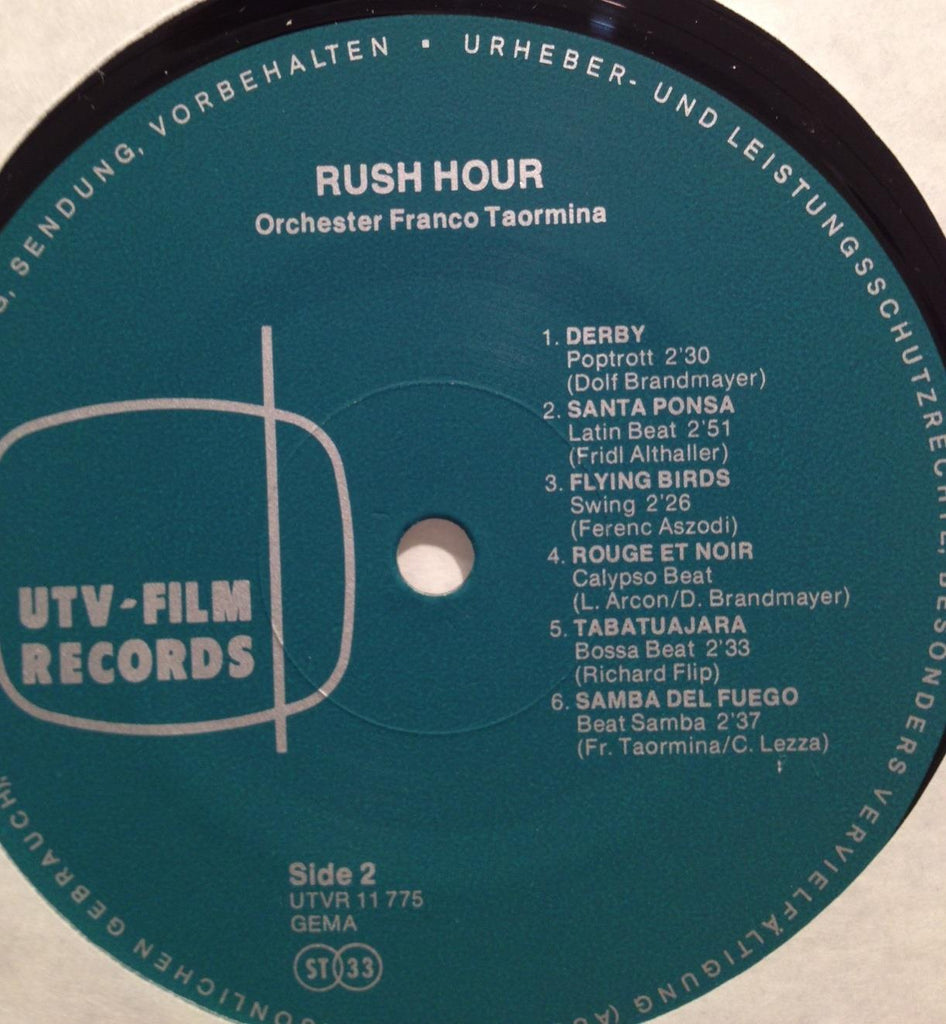 , SENDUNG, VORBEHALTEN · URHEBER- UND LEISTUNGSSCHUTZRECHTE, BESONDERS VERVIELFÄLTIGUNG
RUSH HOUR
Orchester Franco Taormina
1. DERBY
Poptrott 2'30
(Dolf Brandmayer)
2. SANTA PONSA
Latin Beat 2'51
(Fridl Althaller)
3. FLYING BIRDS
Swing 2'26
(Ferenc Aszodi)
4. ROUGE ET NOIR
Calypso Beat
(L. Arcon/D. Brandmayer)
5. TABATUAJARA
Bossa Beat 2'33
(Richard Flip)
6. SAMBA DEL FUEGO
Beat Samba 2'37
(Fr. Taormina/C. Lezza)
UTV-FILM
RECORDS
Side 2
UTVR 11 775
GEMA
ST 33
ÖNLICHEN GEBRAUCH,